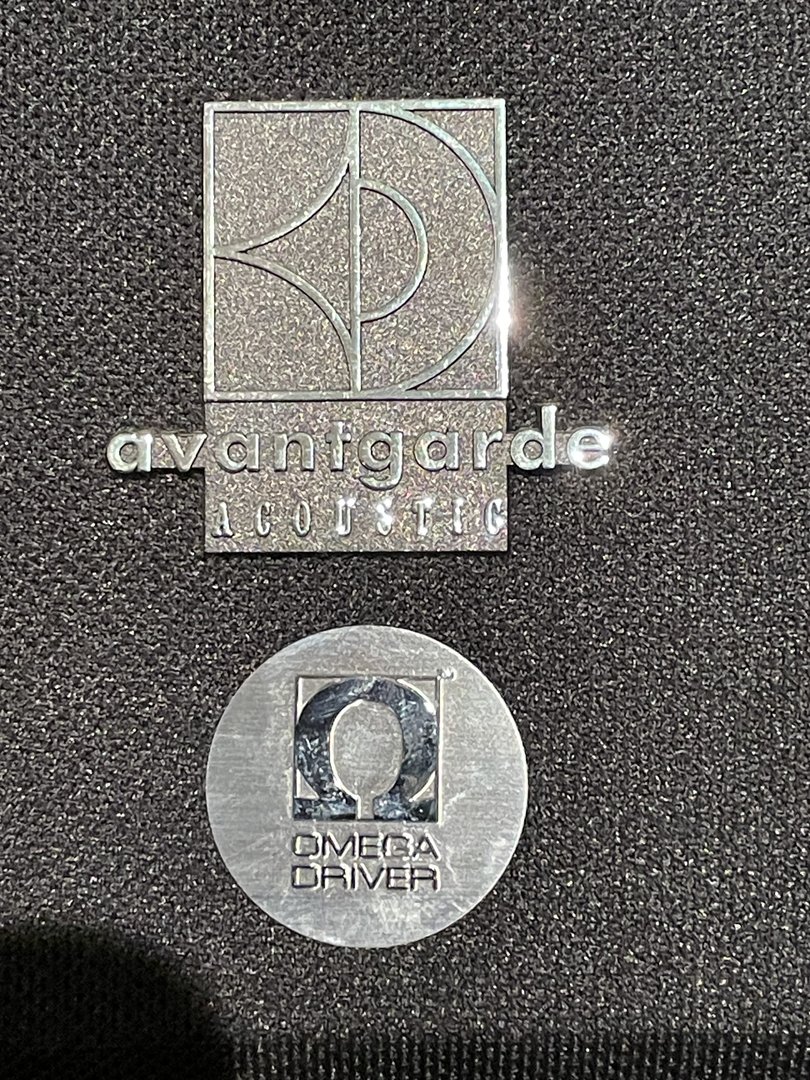 avantgarde
ACOUSTIC
Ω
OMEGA
DRIVER